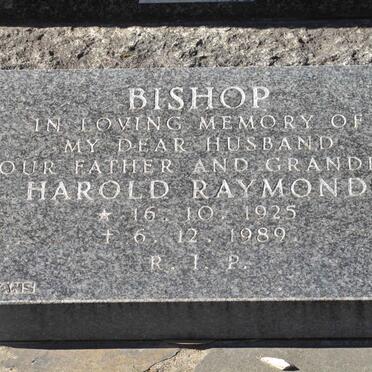 BISHOP
IN LOVING MEMORY OF
MY DEAR HUSBAND
OUR FATHER AND GRAND
HAROLD RAYMOND
★ 16. 10. 1925
† 6. 12. 1989.
R. I. P.